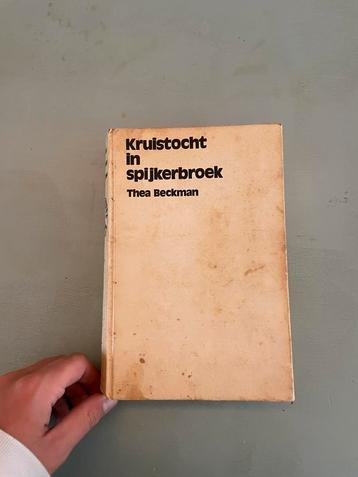 Kruistocht
in
spijkerbroek
Thea Beckman